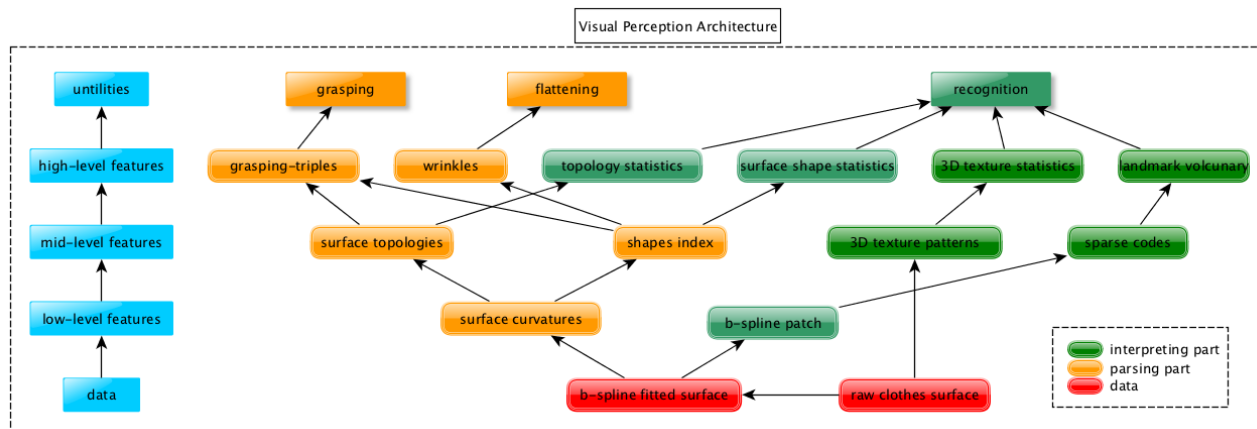 Visual Perception Architecture
untilities
grasping
flattening
recognition
high-level features
grasping-triples
wrinkles
topology statistics
surface shape statistics
3D texture statistics
landmark volcunary
mid-level features
surface topologies
shapes index
3D texture patterns
sparse codes
low-level features
surface curvatures
b-spline patch
interpreting part
parsing part
data
data
b-spline fitted surface
raw clothes surface